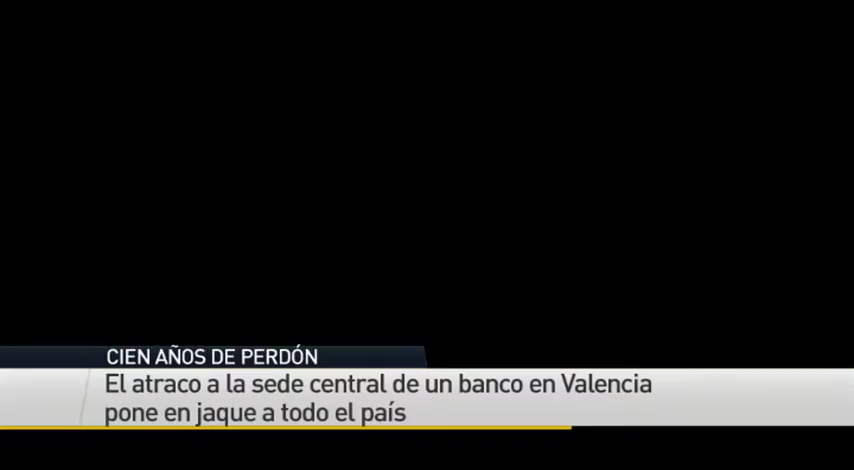 CIEN AÑOS DE PERDÓN
El atraco a la sede central de un banco en Valencia
pone en jaque a todo el país